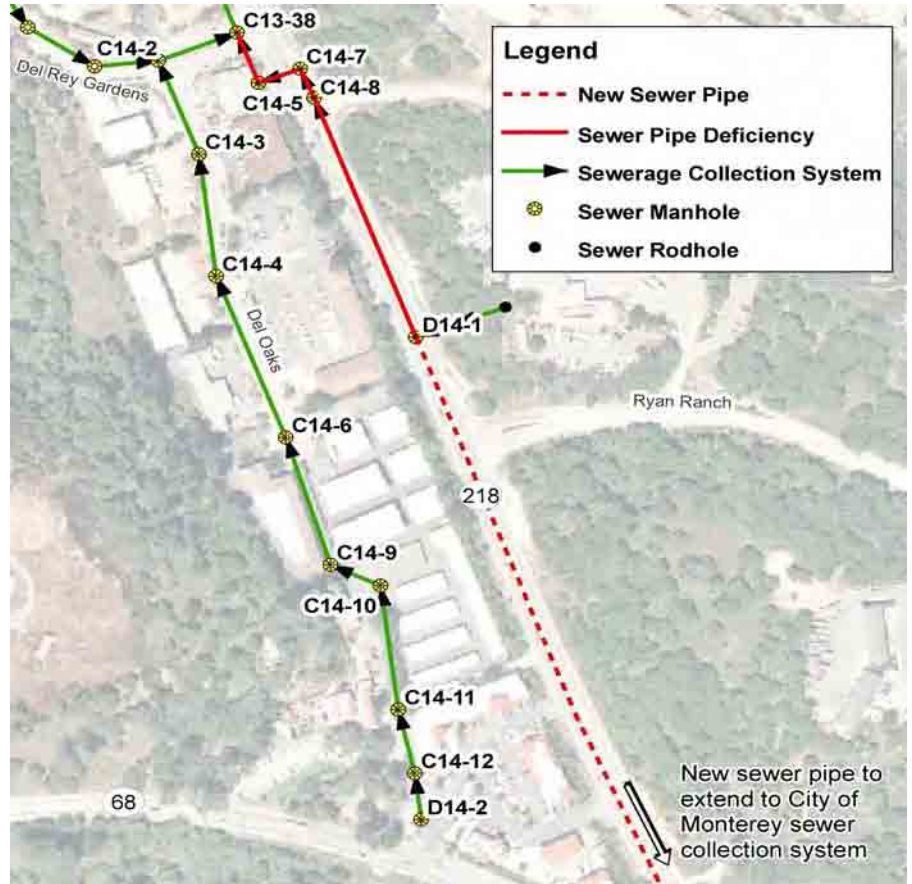 C13-38
C14-2
C14-7
Del Rey Gardens
C14-5
C14-8
C14-3
C14-4
Del Oaks
D14-1
Ryan Ranch
C14-6
218
C14-9
C14-10
C14-11
C14-12
68
D14-2
Legend
New Sewer Pipe
Sewer Pipe Deficiency
Sewerage Collection System
Sewer Manhole
Sewer Rodhole
New sewer pipe to
extend to City of
Monterey sewer
collection system